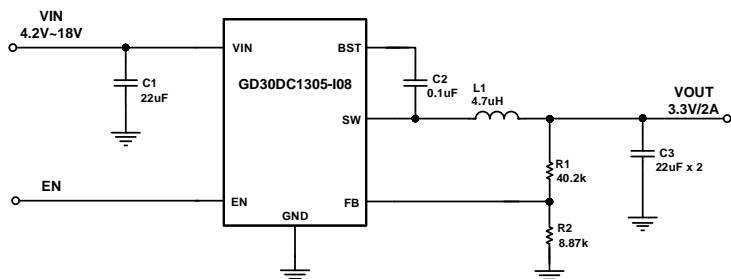 VIN
4.2V~18V
VIN
BST
GD30DC1305-I08
C1
22uF
C2
0.1uF
L1
4.7uH
VOUT
3.3V/2A
SW
R1
40.2k
C3
22uF x 2
EN
EN
FB
GND
R2
8.87k